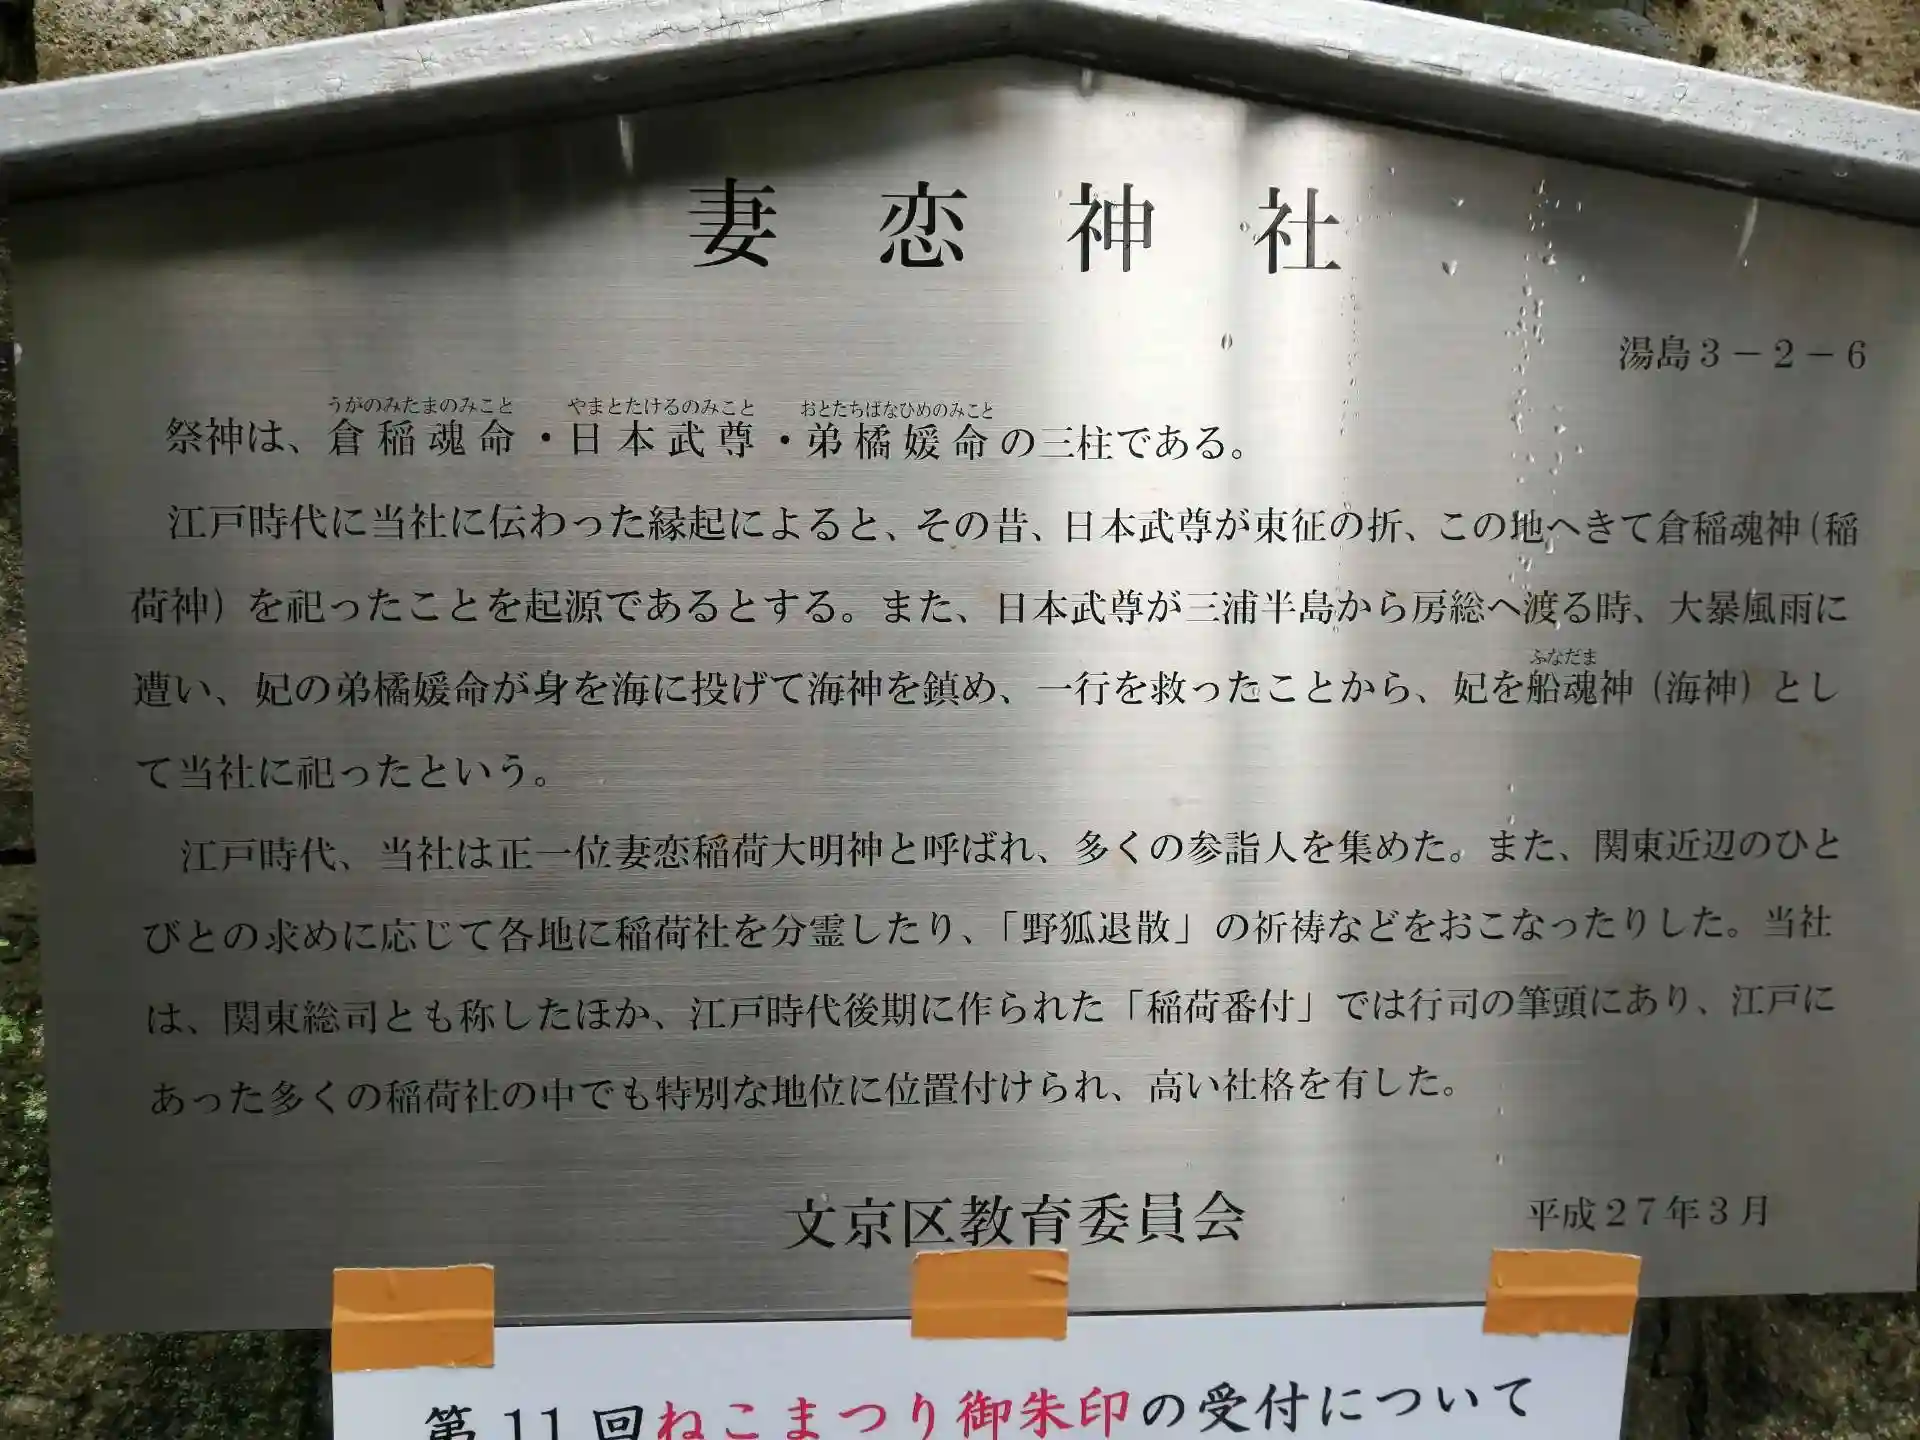 妻恋神社
湯島3－2－6
うがのみたまのみこと　やまとたけるのみこと　おとたちばなひめのみこと
祭神は、倉稲魂命・日本武尊・弟橘媛命の三柱である。
江戸時代に当社に伝わった縁起によると、その昔、日本武尊が東征の折、この地へきて倉稲魂神（稲
荷神）を祀ったことを起源であるとする。また、日本武尊が三浦半島から房総へ渡る時、大暴風雨に
ふなだま
遭い、妃の弟橘媛命が身を海に投げて海神を鎮め、一行を救ったことから、妃を船魂神（海神）とし
て当社に祀ったという。
江戸時代、当社は正一位妻恋稲荷大明神と呼ばれ、多くの参詣人を集めた。また、関東近辺のひと
びとの求めに応じて各地に稲荷社を分霊したり、「野狐退散」の祈祷などをおこなったりした。当社
は、関東総司とも称したほか、江戸時代後期に作られた「稲荷番付」では行司の筆頭にあり、江戸に
あった多くの稲荷社の中でも特別な地位に位置付けられ、高い社格を有した。
文京区教育委員会
平成27年3月
第11回ねこまつり御朱印の受付について